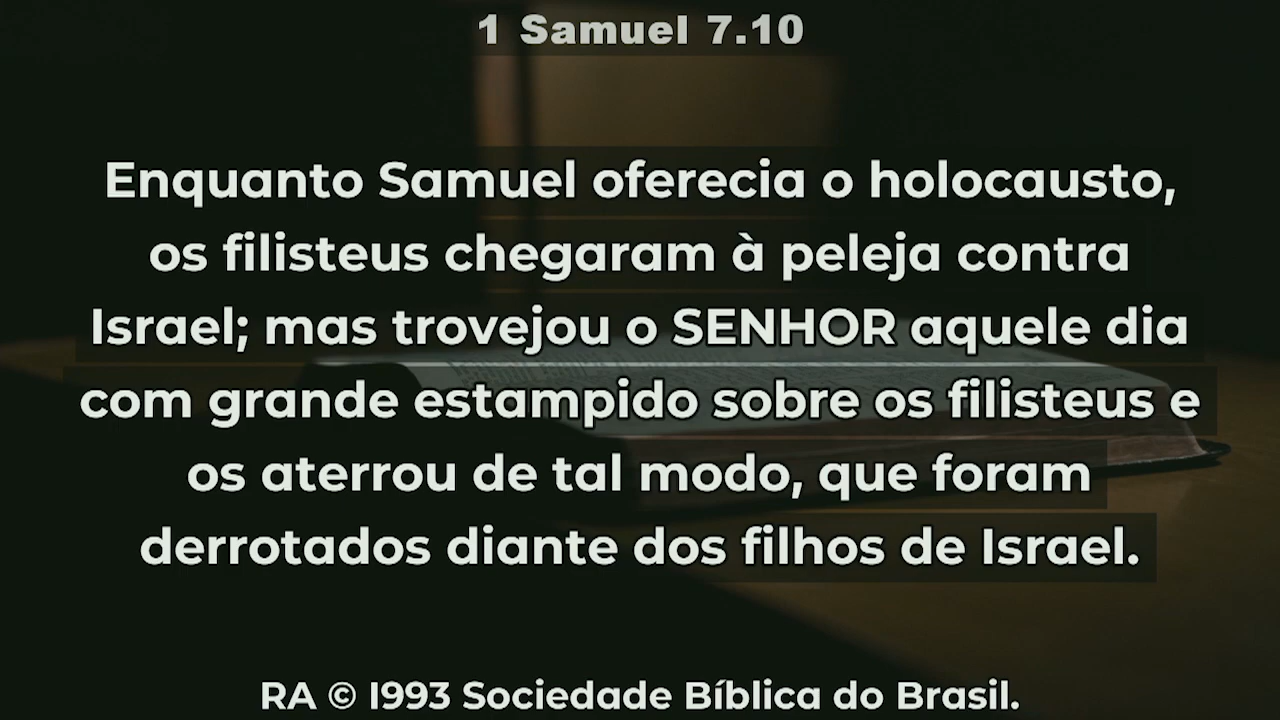 1 Samuel 7.10
Enquanto Samuel oferecia o holocausto,
os filisteus chegaram à peleja contra
Israel; mas trovejou o SENHOR aquele dia
com grande estampido sobre os filisteus e
os aterrou de tal modo, que foram
derrotados diante dos filhos de Israel.
RA © 1993 Sociedade Bíblica do Brasil.